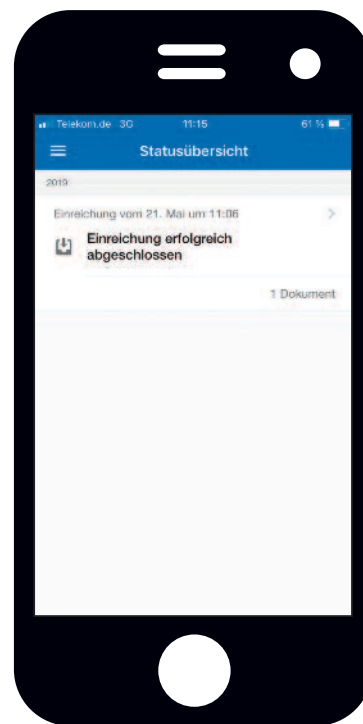 Telekom.de 3G 11:15 61 %
Statusübersicht
2019
Einreichung vom 21. Mai um 11:06
Einreichung erfolgreich
abgeschlossen
1 Dokument